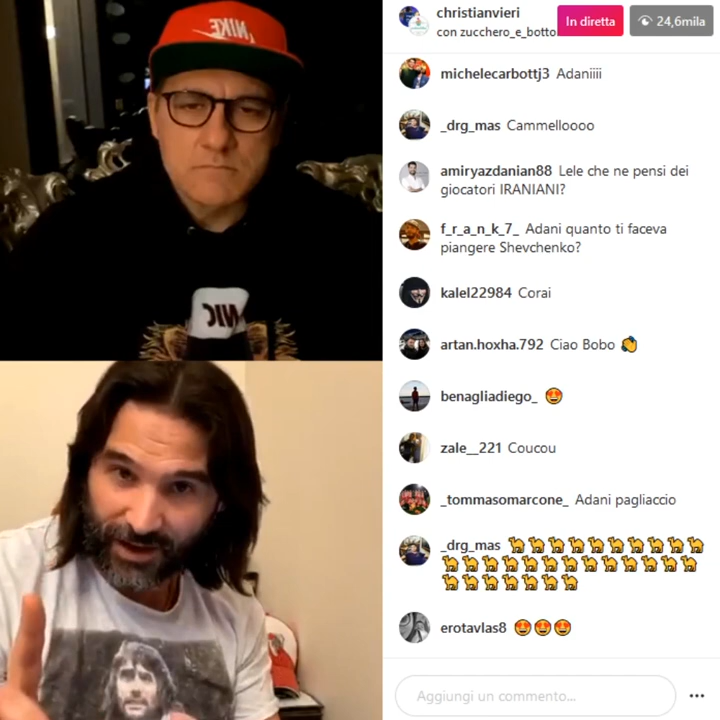 christianvieri
con zucchero_e_botto
In diretta
24,6mila
michelecarbottj3 Adaniiii
_drg_mas Cammelloooo
amiryazdanian88 Lele che ne pensi dei
giocatori IRANIANI?
f_r_a_n_k_7_ Adani quanto ti faceva
piangere Shevchenko?
kalel22984 Corai
artan.hoxha.792 Ciao Bobo 👏
benagliadiego_ 😍
zale__221 Coucou
_tommasomarcone_ Adani pagliaccio
_drg_mas 🐪🐪🐪🐪🐪🐪🐪🐪🐪🐪
🐪🐪🐪🐪🐪🐪🐪🐪🐪🐪🐪🐪🐪
🐪🐪🐪🐪🐪🐪🐪
erotavlas8 😍😍😍
Aggiungi un commento...
NIKE